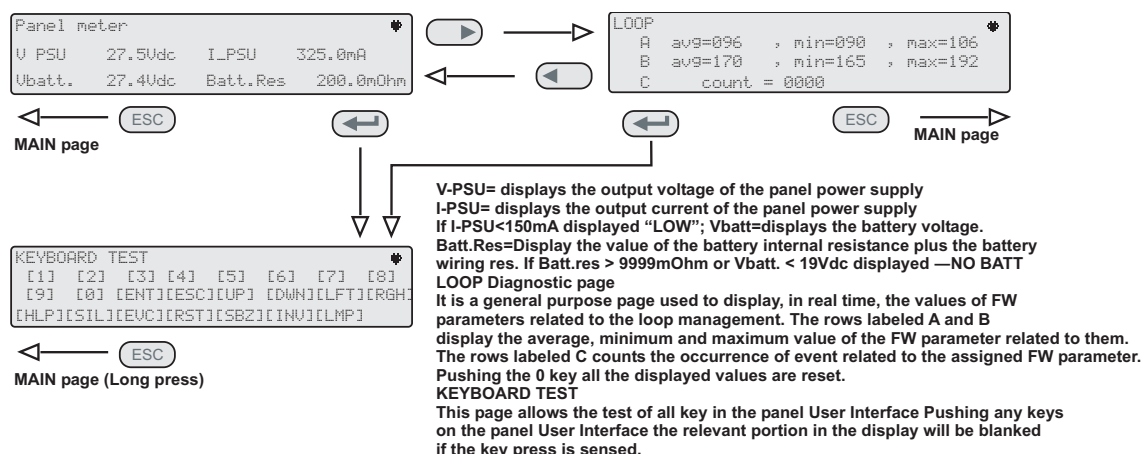 Panel meter
V PSU 27.5Vdc I_PSU 325.0mA
Vbatt. 27.4Vdc Batt.Res 200.0mOhm
LOOP
A avg=096 , min=090 , max=106
B avg=170 , min=165 , max=192
C count = 0000
ESC
MAIN page
ESC
MAIN page
V-PSU= displays the output voltage of the panel power supply
I-PSU= displays the output current of the panel power supply
If I-PSU<150mA displayed “LOW”; Vbatt=displays the battery voltage.
Batt.Res=Display the value of the battery internal resistance plus the battery
wiring res. If Batt.res > 9999mOhm or Vbatt. < 19Vdc displayed —NO BATT
LOOP Diagnostic page
It is a general purpose page used to display, in real time, the values of FW
parameters related to the loop management. The rows labeled A and B
display the average, minimum and maximum value of the FW parameter related to them.
The rows labeled C counts the occurrence of event related to the assigned FW parameter.
Pushing the 0 key all the displayed values are reset.
KEYBOARD TEST
This page allows the test of all key in the panel User Interface Pushing any keys
on the panel User Interface the relevant portion in the display will be blanked
if the key press is sensed.
KEYBOARD TEST
[1] [2] [3] [4] [5] [6] [7] [8]
[9] [0] [ENT][ESC][UP] [DWN][LFT][RGH]
[HLP][SIL][EVC][RST][SBZ][INV][LMP]
ESC
MAIN page (Long press)